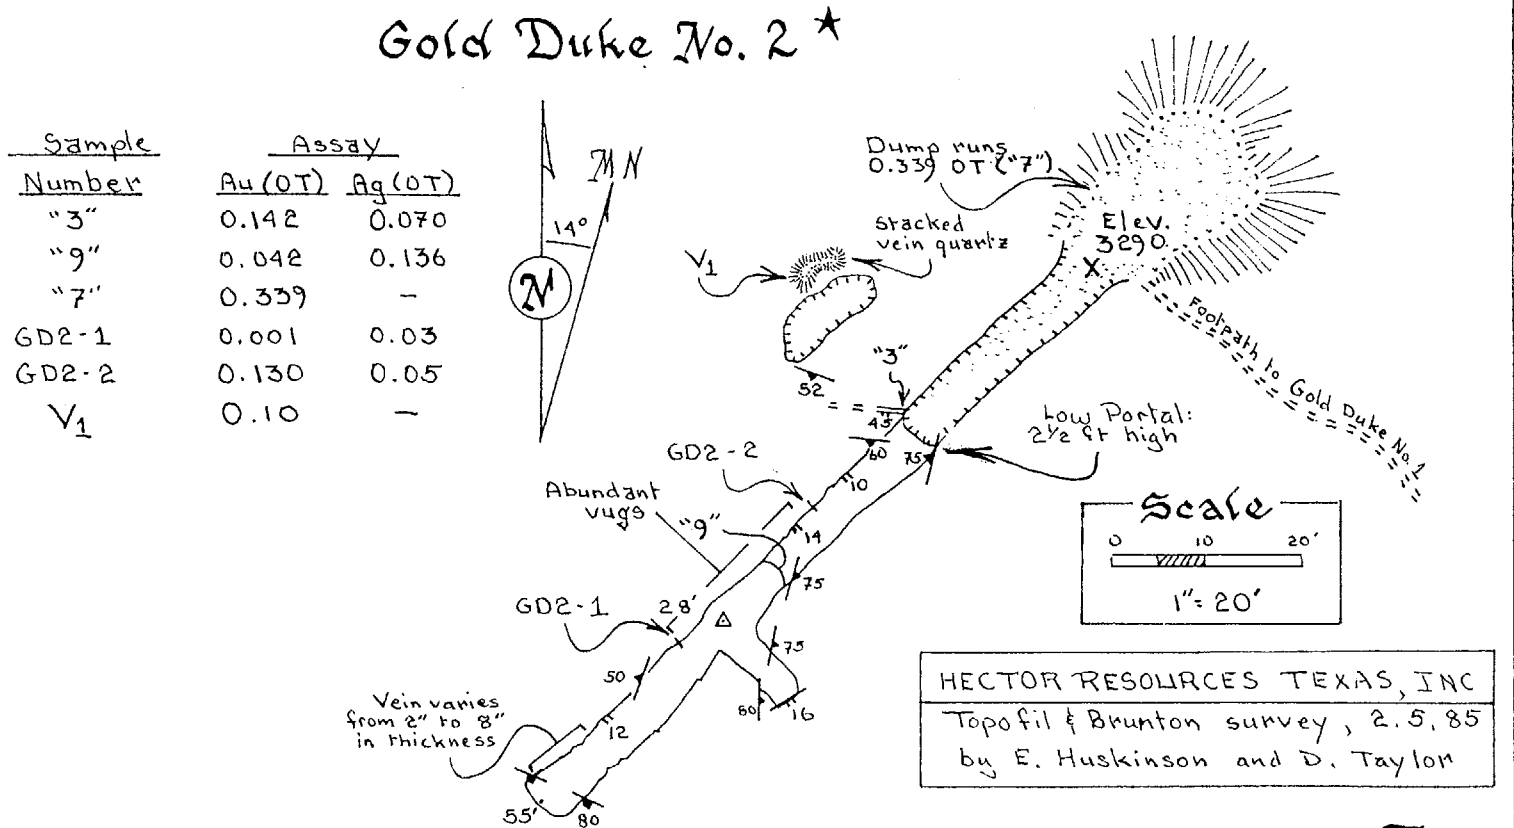 Gold Duke No. 2 ★
Sample Assay
Number Au (OT) Ag (OT)
"3" 0.142 0.070
"9" 0.042 0.136
"7" 0.339 –
GD2-1 0.001 0.03
GD2-2 0.130 0.05
V1 0.10 –
MN
14°
N
Dump runs
0.339 OT ("7")
Stacked
vein quartz
V1
Elev.
3290
X
Footpath to Gold Duke No. 1
"3"
52
45
60
75
Low Portal:
2½ ft high
GD2-2
10
Abundant
vugs
"9"
14
75
GD2-1
28'
75
50
80
16
Vein varies
from 2" to 8"
in thickness
12
55'
80
Scale
0 10 20'
1" = 20'
HECTOR RESOURCES TEXAS, INC
Topofil & Brunton survey, 2.5.85
by E. Huskinson and D. Taylor